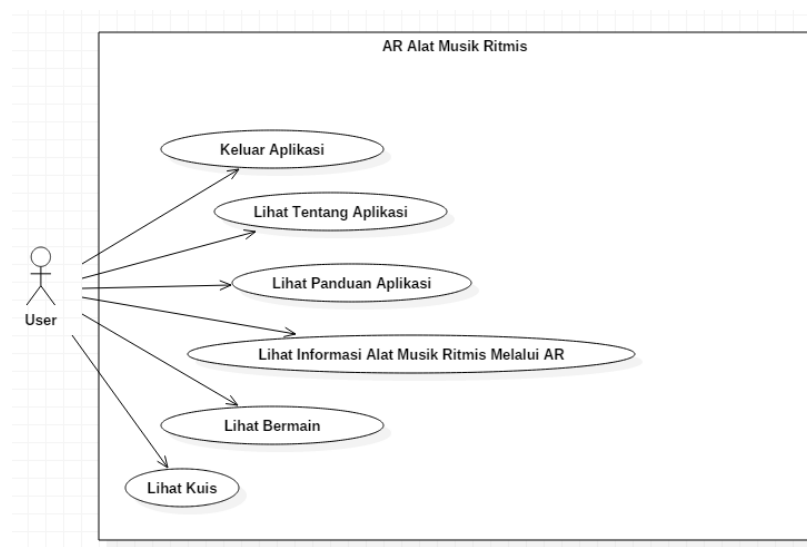 AR Alat Musik Ritmis
Keluar Aplikasi
Lihat Tentang Aplikasi
Lihat Panduan Aplikasi
User
Lihat Informasi Alat Musik Ritmis Melalui AR
Lihat Bermain
Lihat Kuis